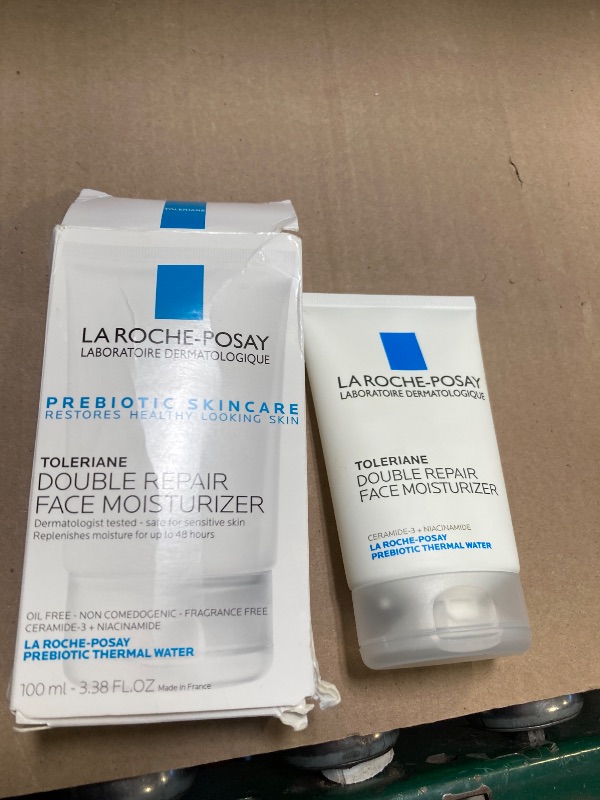 TOLERIANE
LA ROCHE-POSAY
LABORATOIRE DERMATOLOGIQUE
PREBIOTIC SKINCARE
RESTORES HEALTHY LOOKING SKIN
TOLERIANE
DOUBLE REPAIR
FACE MOISTURIZER
Dermatologist tested - safe for sensitive skin
Replenishes moisture for up to 48 hours
OIL FREE - NON COMEDOGENIC - FRAGRANCE FREE
CERAMIDE-3 + NIACINAMIDE
LA ROCHE-POSAY
PREBIOTIC THERMAL WATER
100 ml - 3.38 FL.OZ Made in France
LA ROCHE-POSAY
LABORATOIRE DERMATOLOGIQUE
TOLERIANE
DOUBLE REPAIR
FACE MOISTURIZER
CERAMIDE-3 + NIACINAMIDE
LA ROCHE-POSAY
PREBIOTIC THERMAL WATER